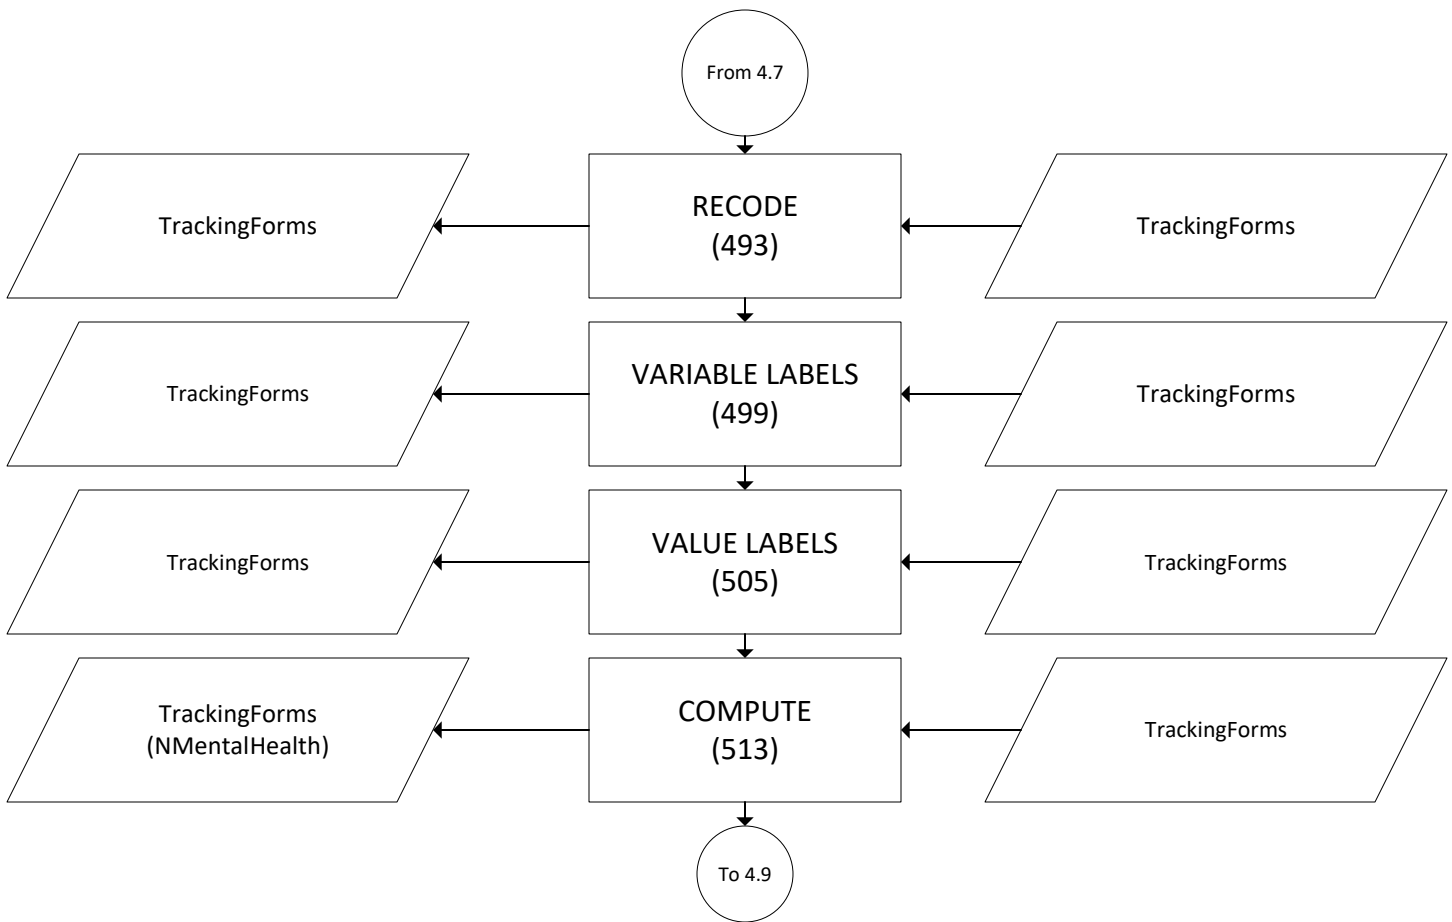 From 4.7
TrackingForms
RECODE
(493)
TrackingForms
TrackingForms
VARIABLE LABELS
(499)
TrackingForms
TrackingForms
VALUE LABELS
(505)
TrackingForms
TrackingForms
(NMentalHealth)
COMPUTE
(513)
TrackingForms
To 4.9